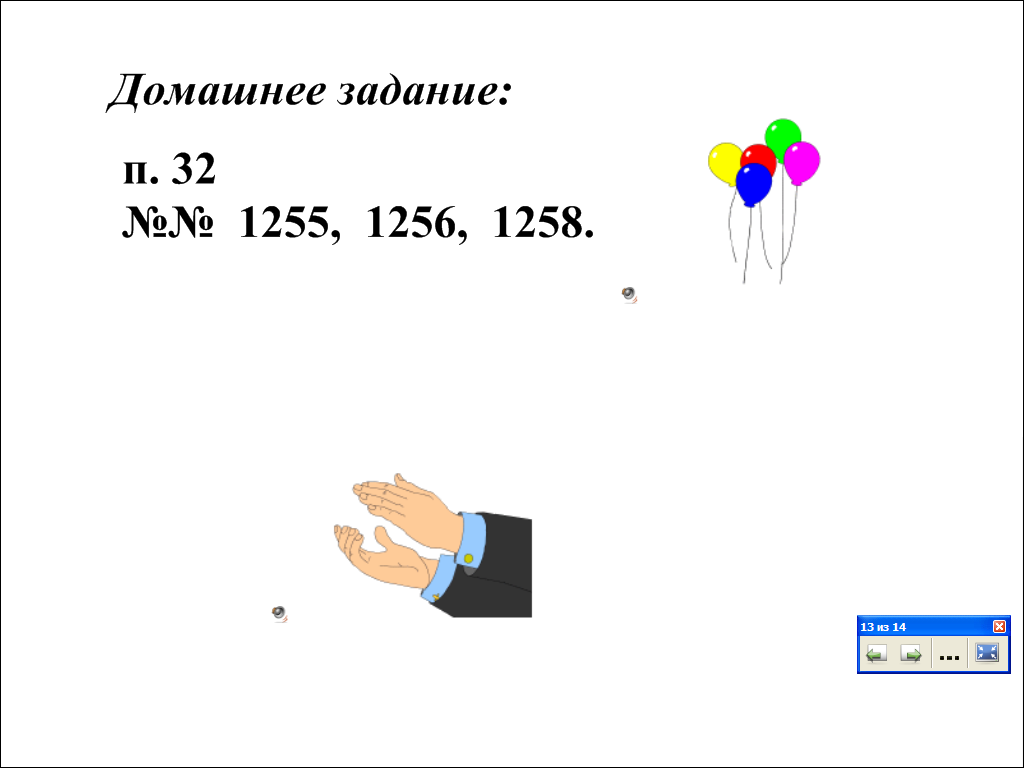 Домашнее задание:
п. 32
№№ 1255, 1256, 1258.
13 из 14
...